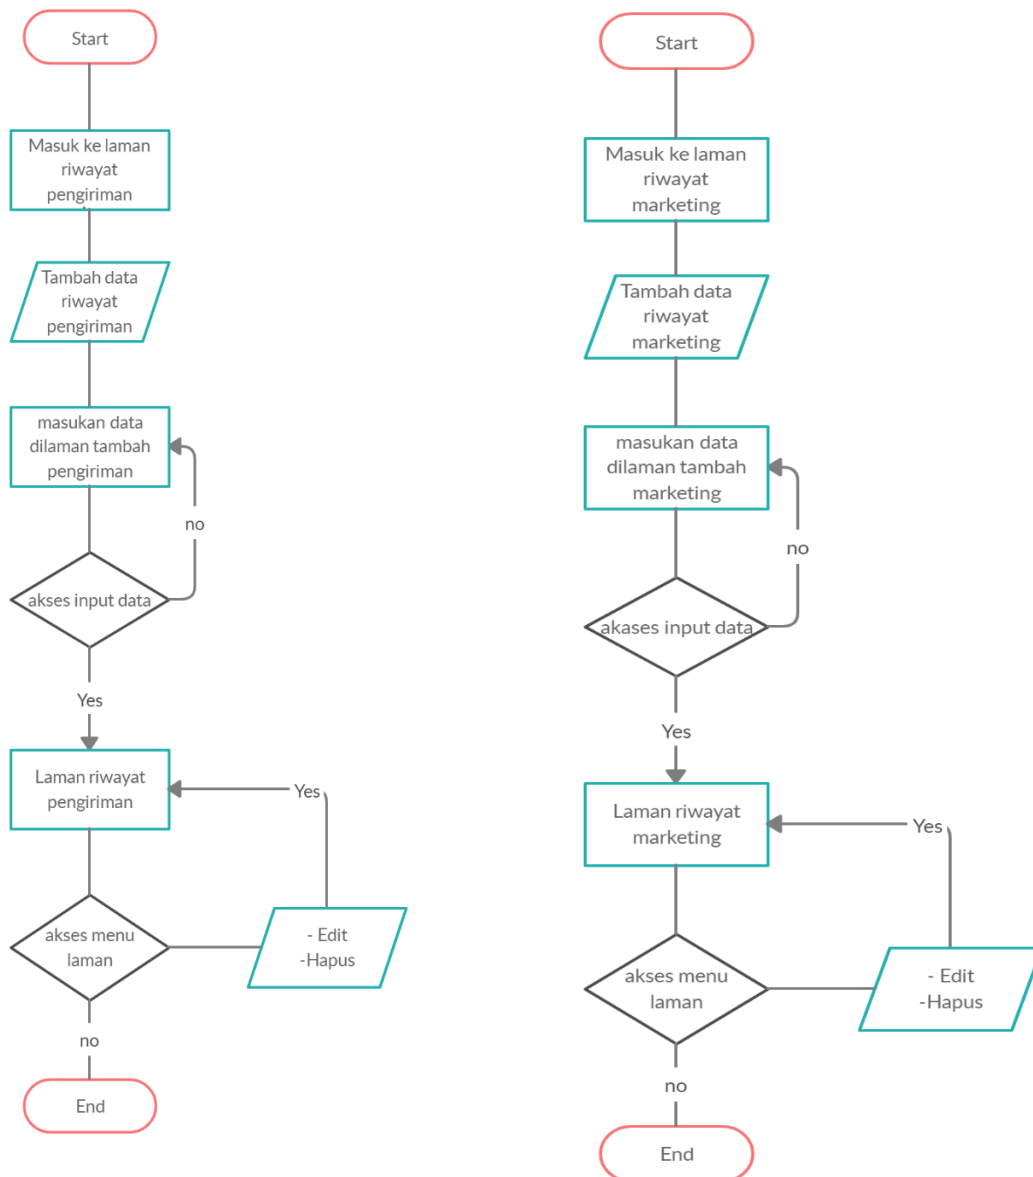 Start
Masuk ke laman
riwayat
pengiriman
Tambah data
riwayat
pengiriman
masukan data
dilaman tambah
pengiriman
no
akses input data
Yes
Laman riwayat
pengiriman
Yes
akses menu
laman
- Edit
-Hapus
no
End
Start
Masuk ke laman
riwayat
marketing
Tambah data
riwayat
marketing
masukan data
dilaman tambah
marketing
no
akases input data
Yes
Laman riwayat
marketing
Yes
akses menu
laman
- Edit
-Hapus
no
End